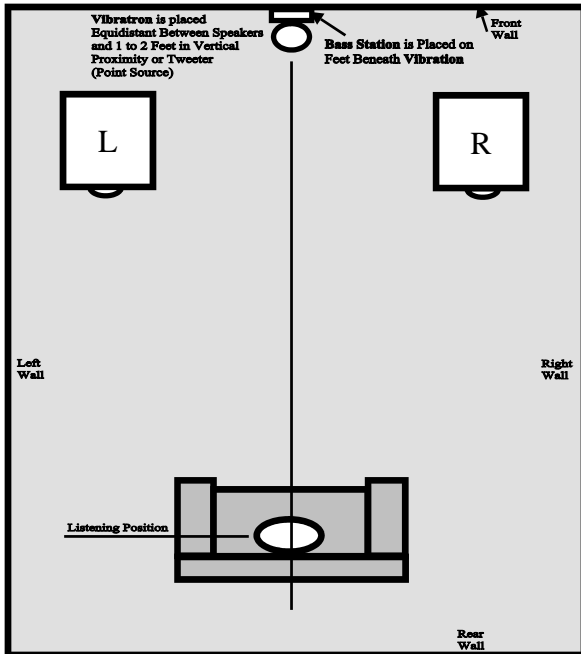 Vibratron is placed
Equidistant Between Speakers
and 1 to 2 Feet in Vertical
Proximity or Tweeter
(Point Source)
Bass Station is Placed on
Feet Beneath Vibration
Front
Wall
L
R
Left
Wall
Right
Wall
Listening Position
Rear
Wall